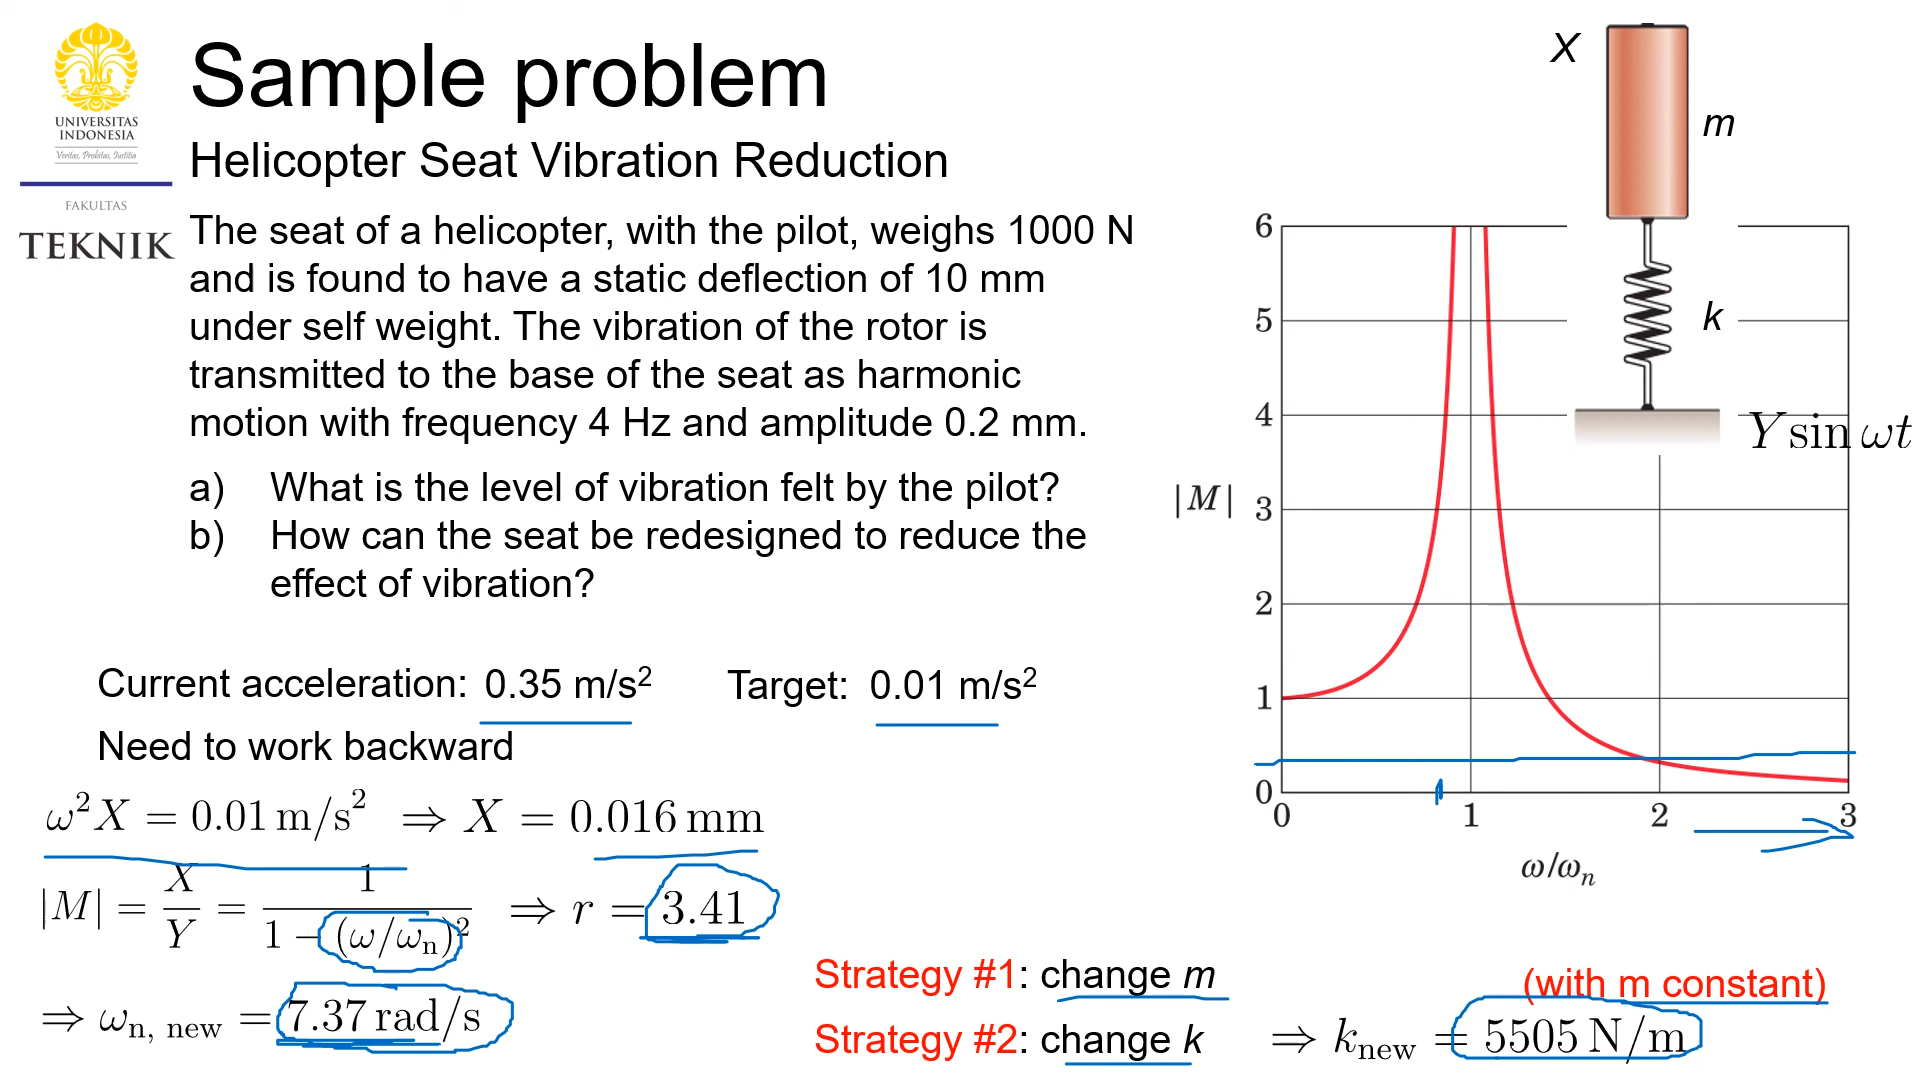 UNIVERSITAS
INDONESIA
Veritas, Probitas, Iustitia
FAKULTAS
TEKNIK
Sample problem
Helicopter Seat Vibration Reduction
The seat of a helicopter, with the pilot, weighs 1000 N
and is found to have a static deflection of 10 mm
under self weight. The vibration of the rotor is
transmitted to the base of the seat as harmonic
motion with frequency 4 Hz and amplitude 0.2 mm.
a) What is the level of vibration felt by the pilot?
b) How can the seat be redesigned to reduce the
effect of vibration?
X
m
k
Y sin ωt
6
5
4
|M| 3
2
1
0
0 1 2 3
ω/ωn
Current acceleration: 0.35 m/s² Target: 0.01 m/s²
Need to work backward
ω²X = 0.01 m/s² ⇒ X = 0.016 mm
|M| = X/Y = 1/(1 − (ω/ωn)²) ⇒ r = 3.41
⇒ ωn, new = 7.37 rad/s
Strategy #1: change m
(with m constant)
Strategy #2: change k ⇒ knew = 5505 N/m